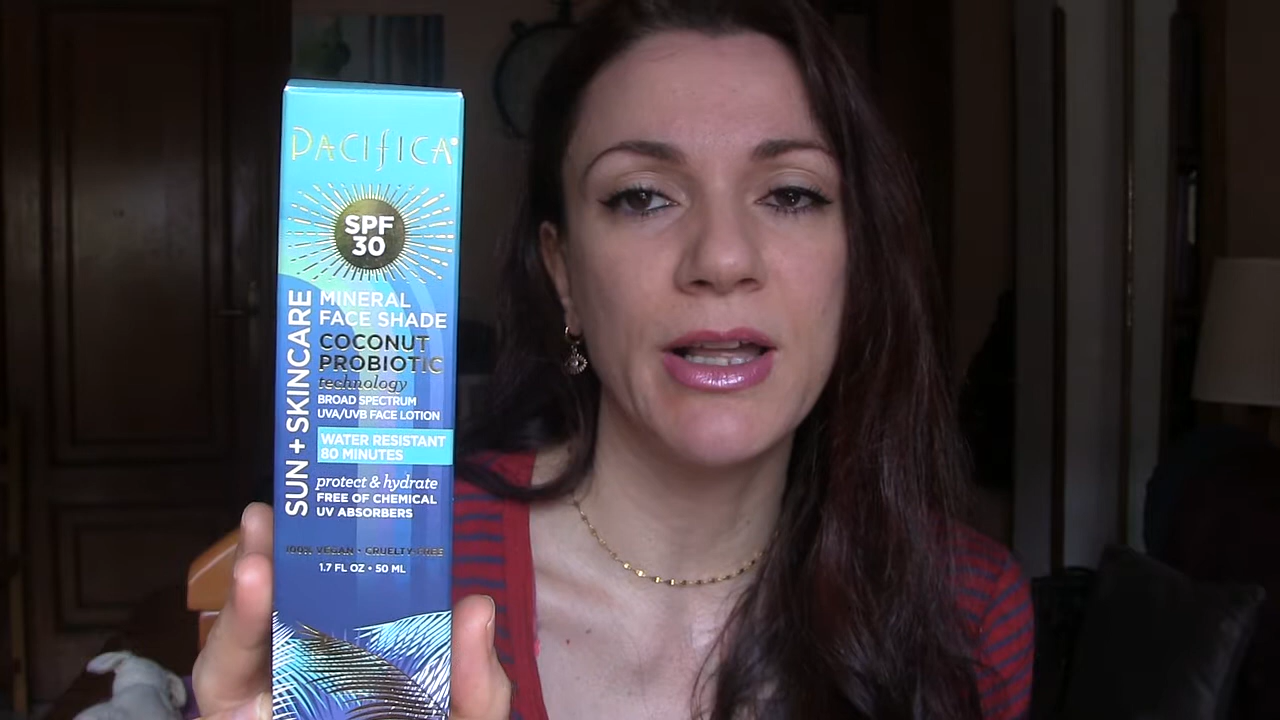 PACIFICA®
SPF
30
SUN + SKINCARE
MINERAL
FACE SHADE
COCONUT
PROBIOTIC
technology
BROAD SPECTRUM
UVA/UVB FACE LOTION
WATER RESISTANT
80 MINUTES
protect & hydrate
FREE OF CHEMICAL
UV ABSORBERS
100% VEGAN • CRUELTY-FREE
1.7 FL OZ • 50 ML